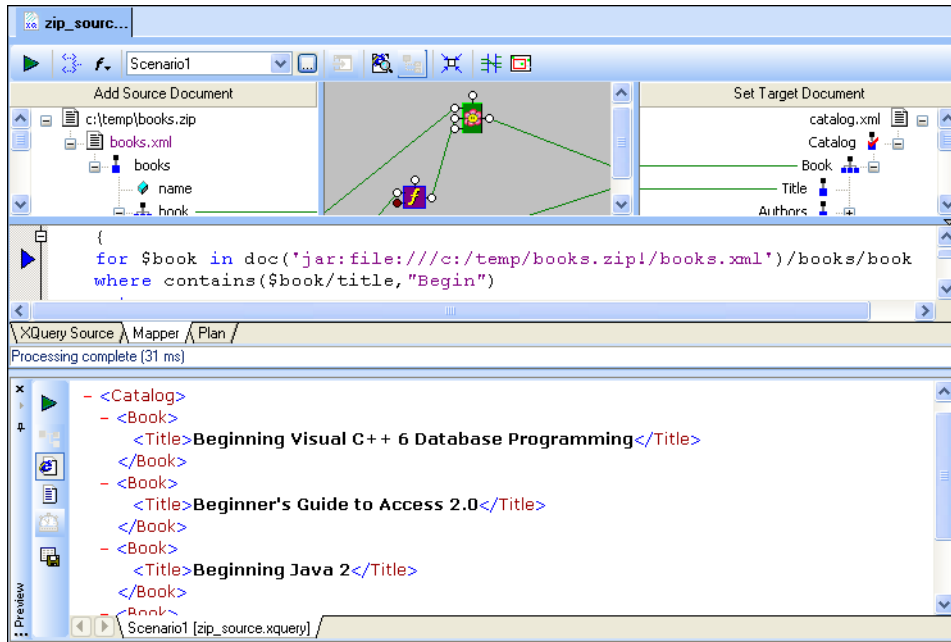 zip_sourc...
Scenario1
Add Source Document
Set Target Document
c:\temp\books.zip
books.xml
books
name
book
catalog.xml
Catalog
Book
Title
Authors
{
for $book in doc('jar:file:///c:/temp/books.zip!/books.xml')/books/book
where contains($book/title,"Begin")
XQuery Source
Mapper
Plan
Processing complete (31 ms)
- <Catalog>
- <Book>
<Title>Beginning Visual C++ 6 Database Programming</Title>
</Book>
- <Book>
<Title>Beginner's Guide to Access 2.0</Title>
</Book>
- <Book>
<Title>Beginning Java 2</Title>
</Book>
- <Book>
Preview
Scenario1 [zip_source.xquery]